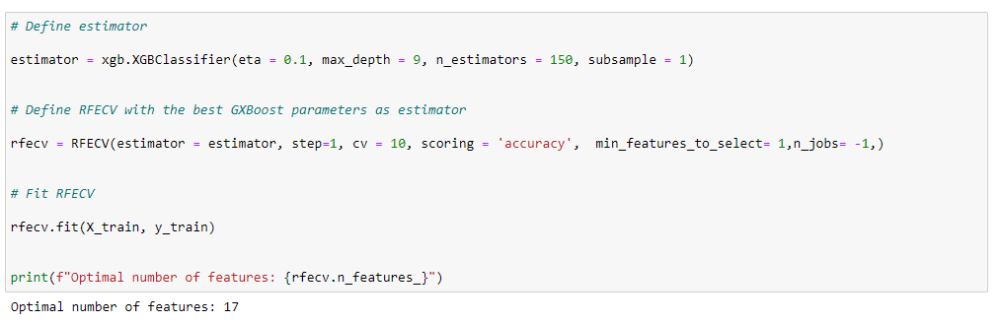 # Define estimator
estimator = xgb.XGBClassifier(eta = 0.1, max_depth = 9, n_estimators = 150, subsample = 1)
# Define RFECV with the best GXBoost parameters as estimator
rfecv = RFECV(estimator = estimator, step=1, cv = 10, scoring = 'accuracy',  min_features_to_select= 1,n_jobs= -1,)
# Fit RFECV
rfecv.fit(X_train, y_train)
print(f"Optimal number of features: {rfecv.n_features_}")
Optimal number of features: 17